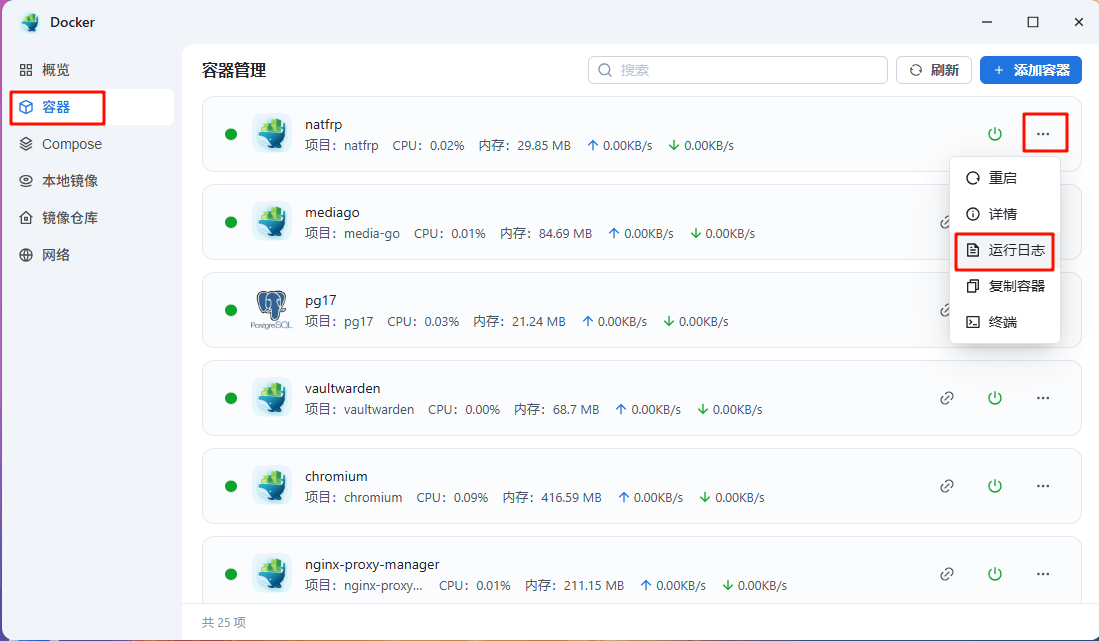 Docker
概览
容器
Compose
本地镜像
镜像仓库
网络
容器管理
搜索
刷新
+ 添加容器
natfrp
项目：natfrp CPU：0.02% 内存：29.85 MB ↑ 0.00KB/s ↓ 0.00KB/s
重启
详情
运行日志
复制容器
终端
mediago
项目：media-go CPU：0.01% 内存：84.69 MB ↑ 0.00KB/s ↓ 0.00KB/s
PostgreSQL
pg17
项目：pg17 CPU：0.03% 内存：21.24 MB ↑ 0.00KB/s ↓ 0.00KB/s
vaultwarden
项目：vaultwarden CPU：0.00% 内存：68.7 MB ↑ 0.00KB/s ↓ 0.00KB/s
chromium
项目：chromium CPU：0.09% 内存：416.59 MB ↑ 0.00KB/s ↓ 0.00KB/s
nginx-proxy-manager
项目：nginx-proxy... CPU：0.01% 内存：211.15 MB ↑ 0.00KB/s ↓ 0.00KB/s
共 25 项